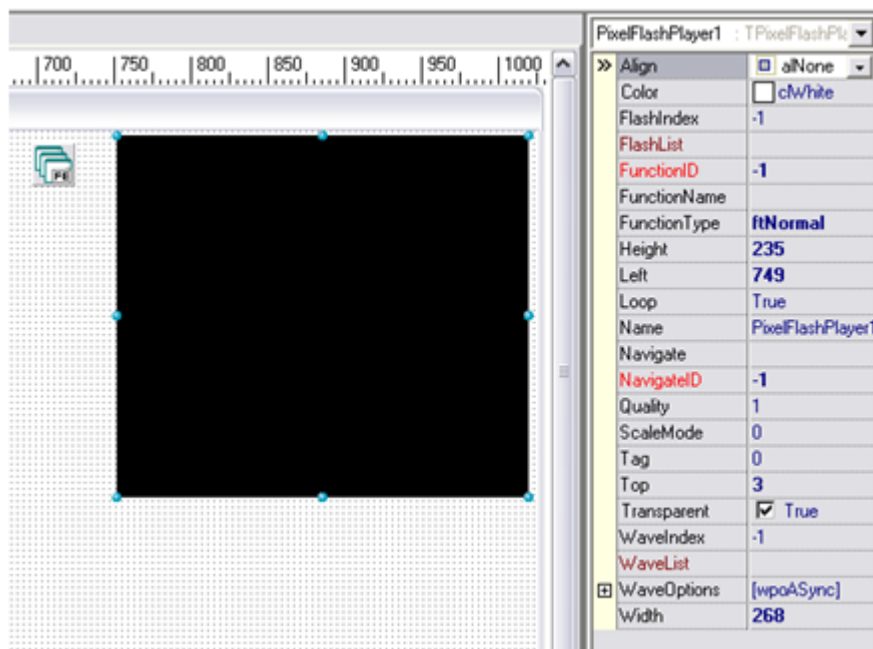 PixelFlashPlayer1 : TPixelFlashPla
700 750 800 850 900 950 1000
Align alNone
Color clWhite
FlashIndex -1
FlashList
FE
FunctionID -1
FunctionName
FunctionType ftNormal
Height 235
Left 749
Loop True
Name PixelFlashPlayer1
Navigate
NavigateID -1
Quality 1
ScaleMode 0
Tag 0
Top 3
Transparent True
WaveIndex -1
WaveList
WaveOptions [wpoASync]
Width 268